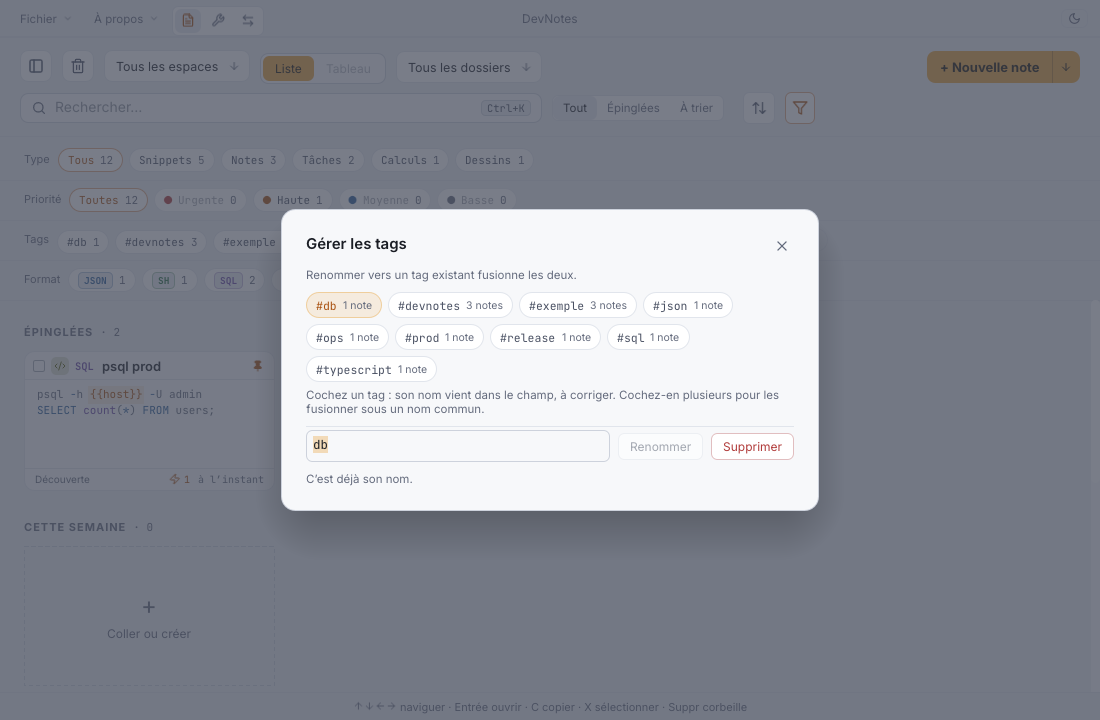 Fichier À propos DevNotes
Tous les espaces Liste Tableau Tous les dossiers + Nouvelle note
Rechercher... Ctrl+K Tout Épinglées À trier
Type Tous 12 Snippets 5 Notes 3 Tâches 2 Calculs 1 Dessins 1
Priorité Toutes 12 Urgente 0 Haute 1 Moyenne 0 Basse 0
Tags #db 1 #devnotes 3 #exemple
Format JSON 1 SH 1 SQL 2
Gérer les tags
Renommer vers un tag existant fusionne les deux.
#db 1 note #devnotes 3 notes #exemple 3 notes #json 1 note
#ops 1 note #prod 1 note #release 1 note #sql 1 note
#typescript 1 note
Cochez un tag : son nom vient dans le champ, à corriger. Cochez-en plusieurs pour les
fusionner sous un nom commun.
db Renommer Supprimer
C'est déjà son nom.
ÉPINGLÉES · 2
</> SQL psql prod
psql -h {{host}} -U admin
SELECT count(*) FROM users;
Découverte 1 à l'instant
CETTE SEMAINE · 0
+
Coller ou créer
↑ ↓ ← → naviguer · Entrée ouvrir · C copier · X sélectionner · Suppr corbeille